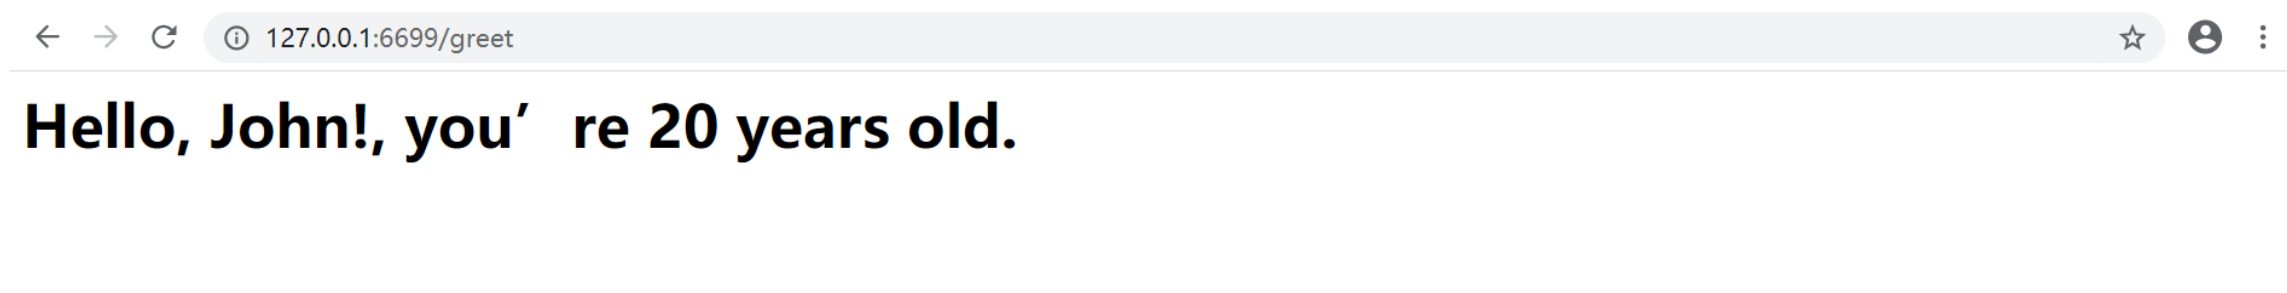 127.0.0.1:6699/greet
Hello, John!, you’re 20 years old.